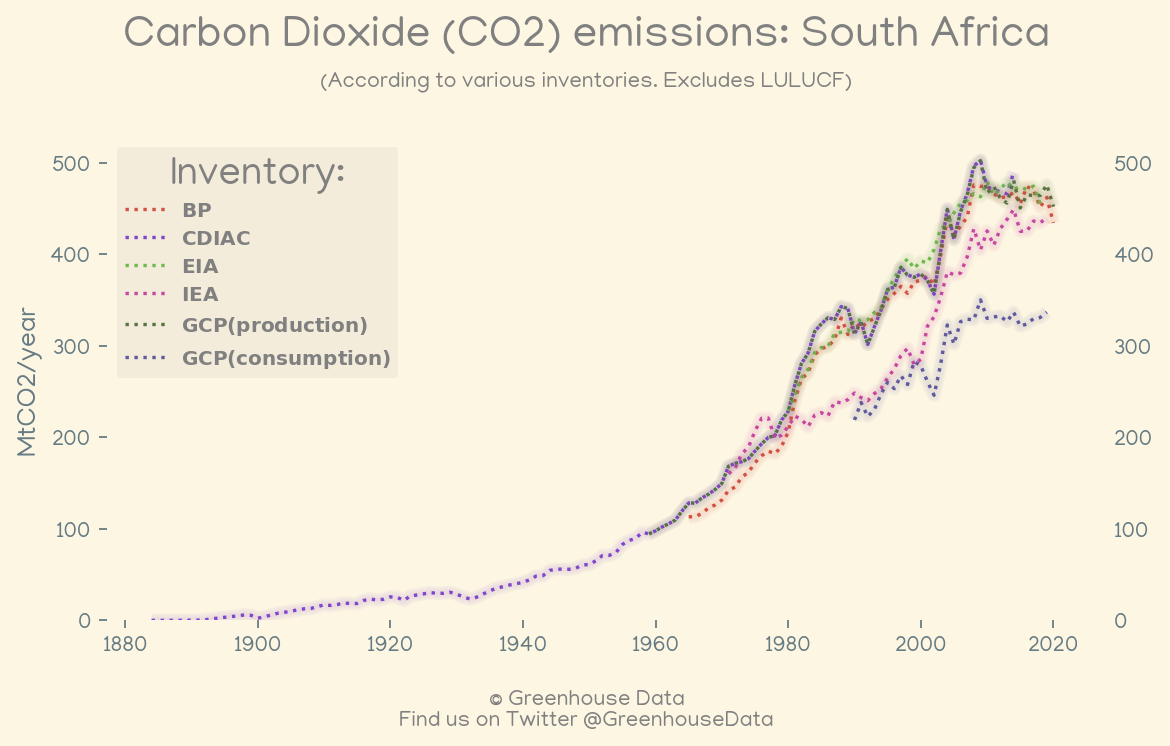 Carbon Dioxide (CO2) emissions: South Africa
(According to various inventories. Excludes LULUCF)
Inventory:
BP
CDIAC
EIA
IEA
GCP(production)
GCP(consumption)
MtCO2/year
500
400
300
200
100
0
500
400
300
200
100
0
1880 1900 1920 1940 1960 1980 2000 2020
© Greenhouse Data
Find us on Twitter @GreenhouseData